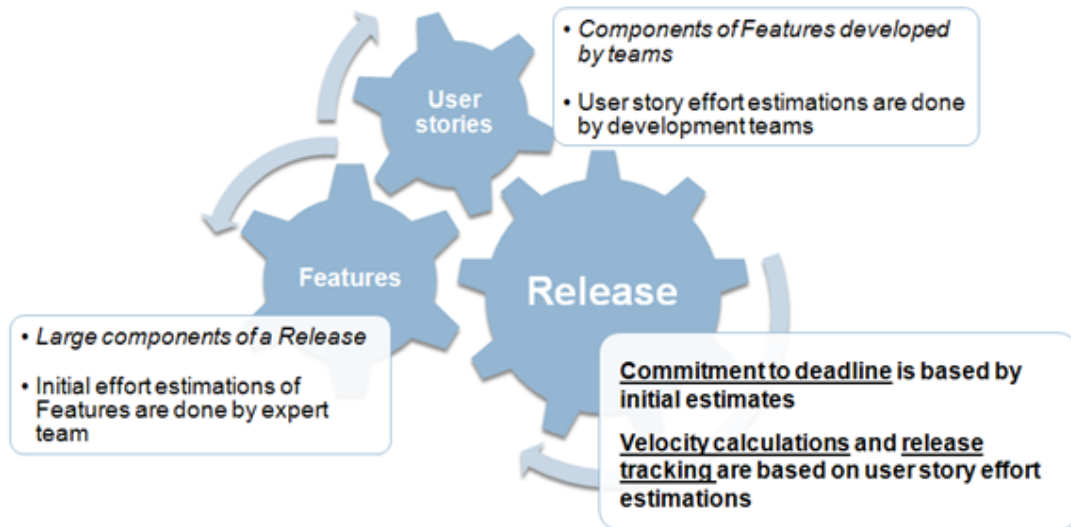 • Components of Features developed
by teams
• User story effort estimations are done
by development teams
User
stories
Features
Release
• Large components of a Release
• Initial effort estimations of
Features are done by expert
team
Commitment to deadline is based by
initial estimates
Velocity calculations and release
tracking are based on user story effort
estimations